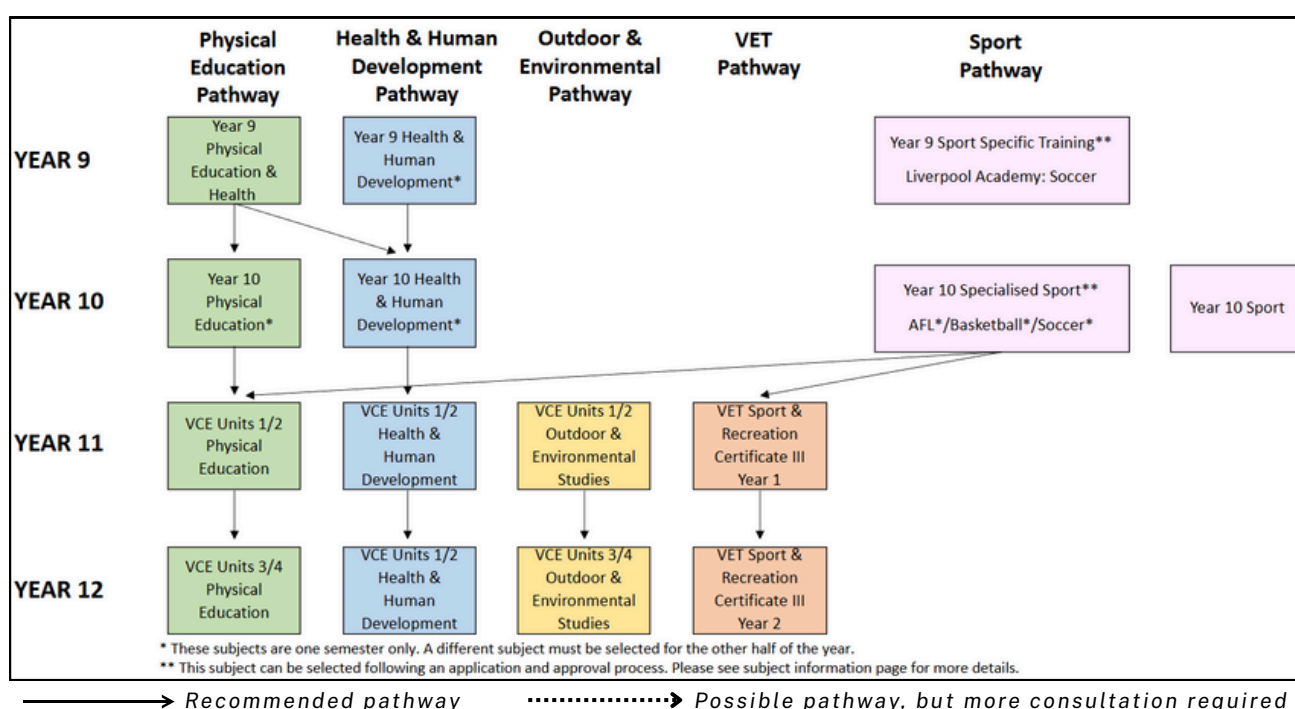 Physical
Education
Pathway
Health & Human
Development
Pathway
Outdoor &
Environmental
Pathway
VET
Pathway
Sport
Pathway
YEAR 9
Year 9
Physical
Education &
Health
Year 9 Health &
Human
Development*
Year 9 Sport Specific Training**
Liverpool Academy: Soccer
YEAR 10
Year 10
Physical
Education*
Year 10 Health
& Human
Development*
Year 10 Specialised Sport**
AFL*/Basketball*/Soccer*
Year 10 Sport
YEAR 11
VCE Units 1/2
Physical
Education
VCE Units 1/2
Health &
Human
Development
VCE Units 1/2
Outdoor &
Environmental
Studies
VET Sport &
Recreation
Certificate III
Year 1
YEAR 12
VCE Units 3/4
Physical
Education
VCE Units 1/2
Health &
Human
Development
VCE Units 3/4
Outdoor &
Environmental
Studies
VET Sport &
Recreation
Certificate III
Year 2
* These subjects are one semester only. A different subject must be selected for the other half of the year.
** This subject can be selected following an application and approval process. Please see subject information page for more details.
Recommended pathway
Possible pathway, but more consultation required